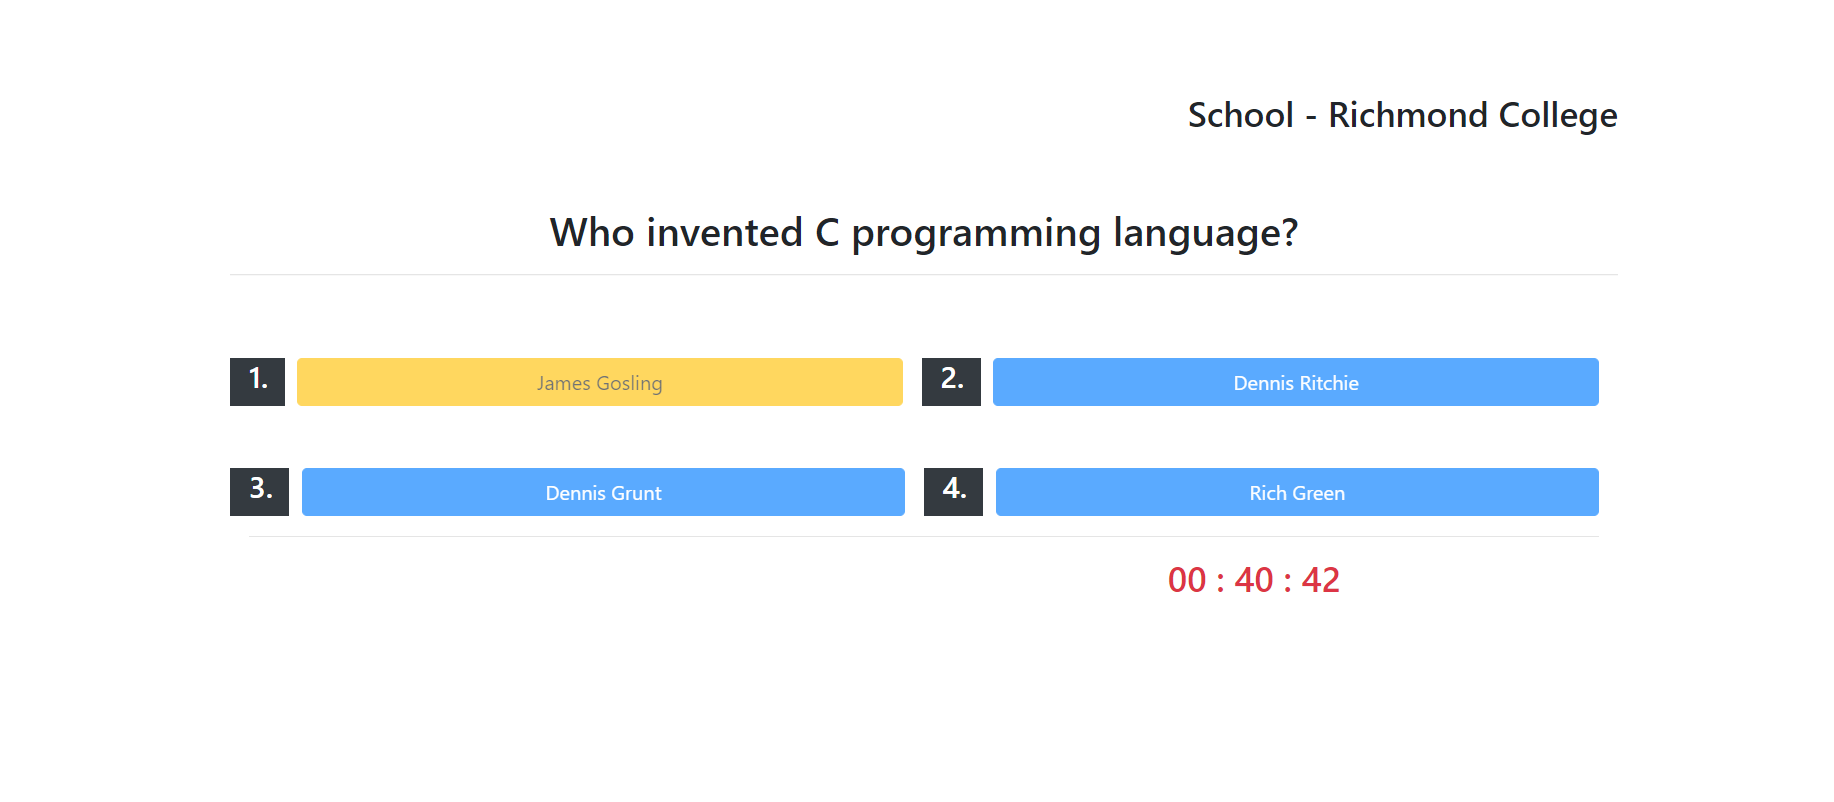 School - Richmond College
Who invented C programming language?
1. James Gosling
2. Dennis Ritchie
3. Dennis Grunt
4. Rich Green
00 : 40 : 42